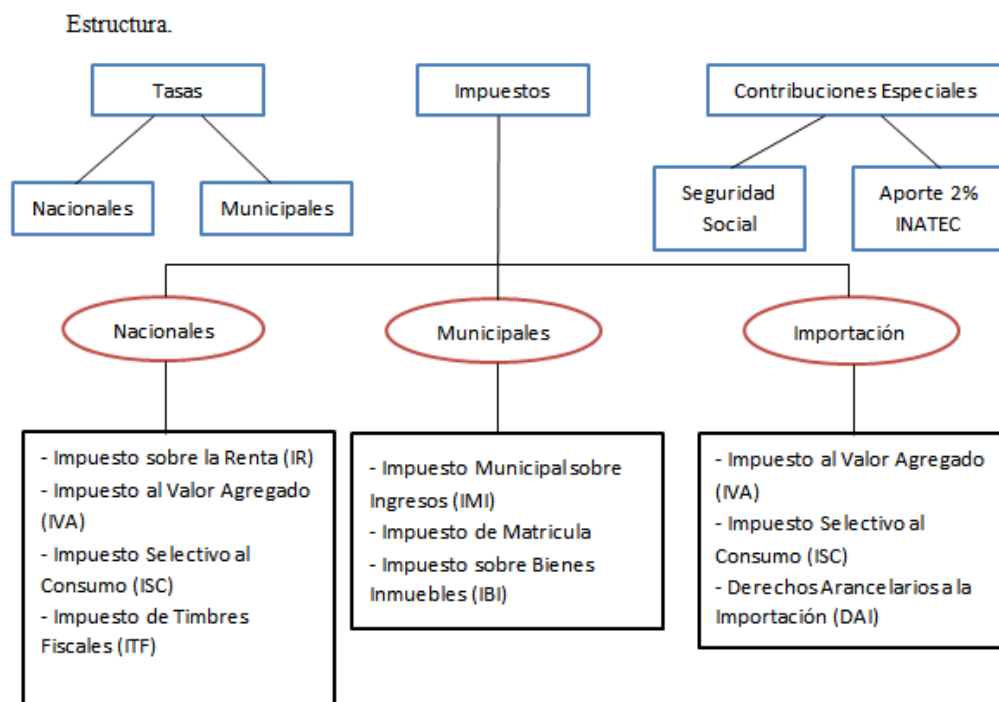 Estructura.
Tasas
Impuestos
Contribuciones Especiales
Nacionales
Municipales
Seguridad
Social
Aporte 2%
INATEC
Nacionales
Municipales
Importación
- Impuesto sobre la Renta (IR)
- Impuesto al Valor Agregado
(IVA)
- Impuesto Selectivo al
Consumo (ISC)
- Impuesto de Timbres
Fiscales (ITF)
- Impuesto Municipal sobre
Ingresos (IMI)
- Impuesto de Matricula
- Impuesto sobre Bienes
Inmuebles (IBI)
- Impuesto al Valor Agregado
(IVA)
- Impuesto Selectivo al
Consumo (ISC)
- Derechos Arancelarios a la
Importación (DAI)